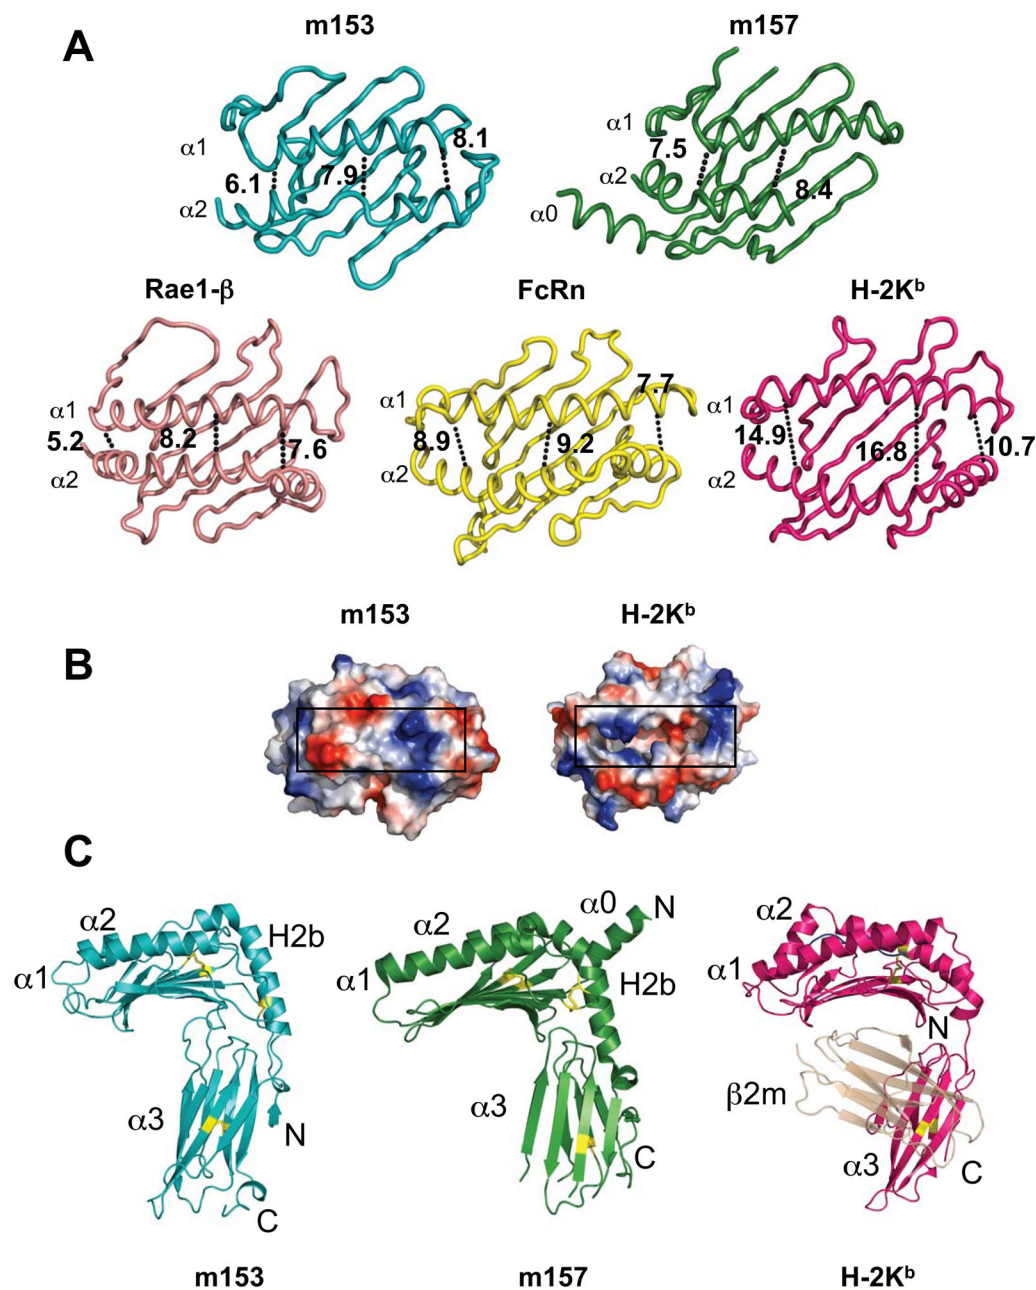 A
m153
m157
α1
α2
6.1
7.9
8.1
α1
7.5
α2
α0
8.4
Rae1-β
FcRn
H-2Kᵇ
α1
5.2
α2
8.2
7.6
α1
α2
8.9
9.2
7.7
α1
α2
14.9
16.8
10.7
B
m153
H-2Kᵇ
C
α2
α1
H2b
α3
N
C
α2
α1
α0
N
H2b
α3
C
α2
α1
N
β2m
α3
C
m153
m157
H-2Kᵇ